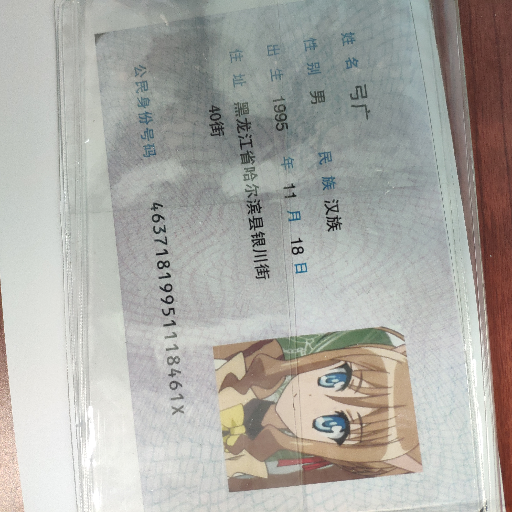 姓名 弓广
性别 男 民族 汉族
出生 1995 年 11 月 18 日
住址 黑龙江省哈尔滨县银川街
40街
公民身份号码 46371819951118461X